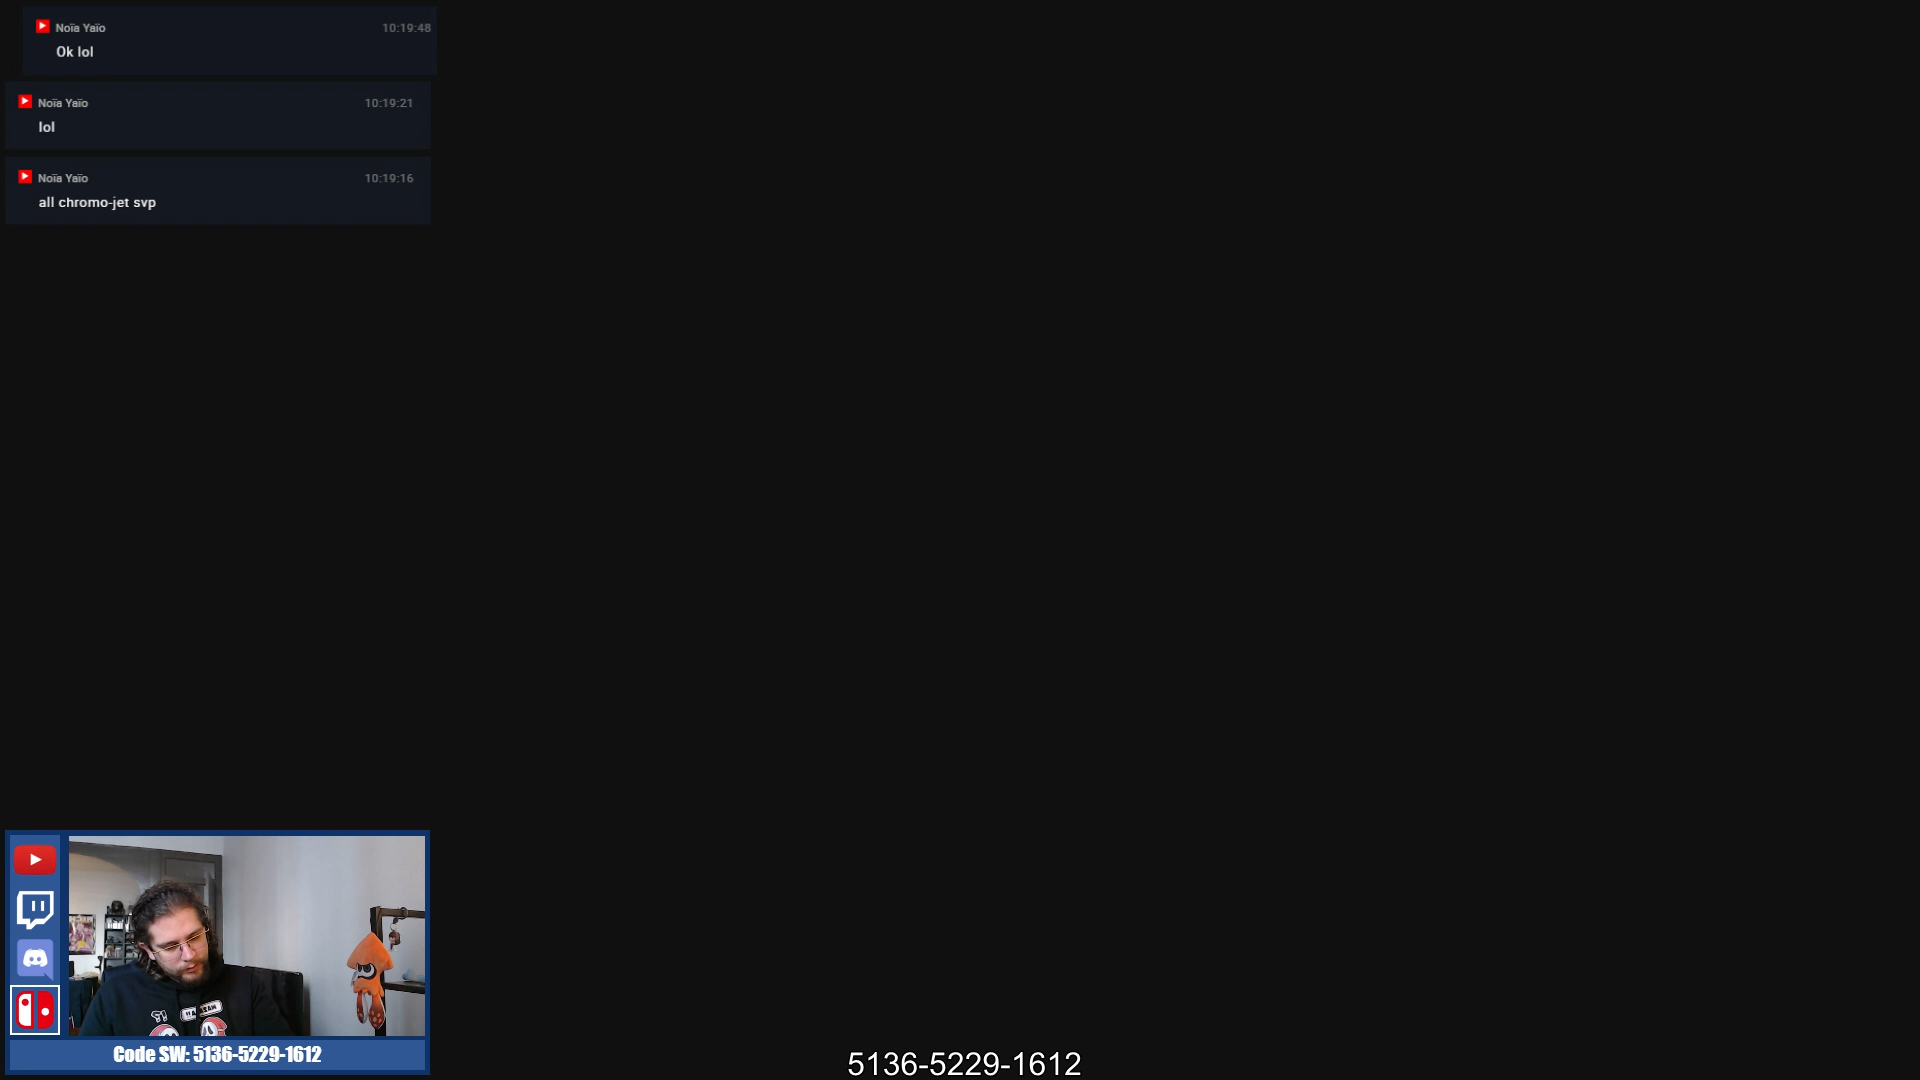 Noïa Yaïo 10:19:48
Ok lol
Noïa Yaïo 10:19:21
lol
Noïa Yaïo 10:19:16
all chromo-jet svp
Code SW: 5136-5229-1612
5136-5229-1612